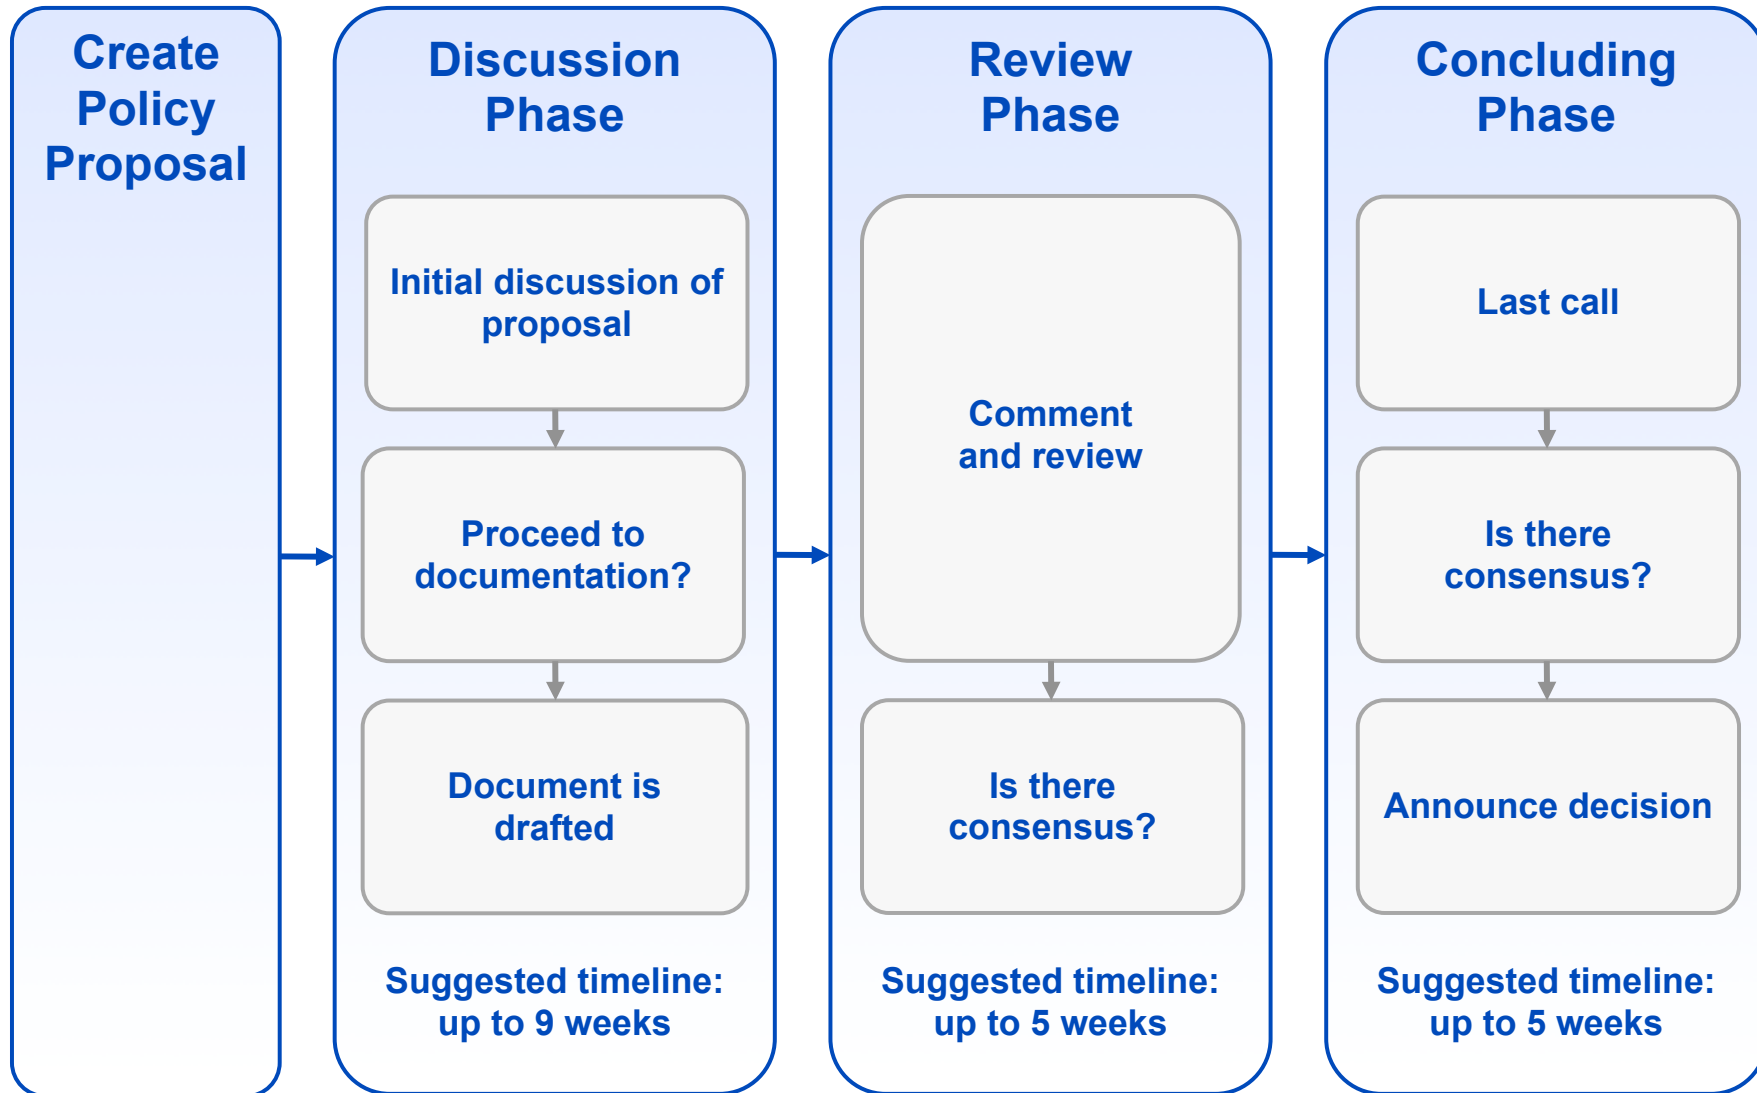 Create
Policy
Proposal
Discussion
Phase
Initial discussion of
proposal
Proceed to
documentation?
Document is
drafted
Suggested timeline:
up to 9 weeks
Review
Phase
Comment
and review
Is there
consensus?
Suggested timeline:
up to 5 weeks
Concluding
Phase
Last call
Is there
consensus?
Announce decision
Suggested timeline:
up to 5 weeks